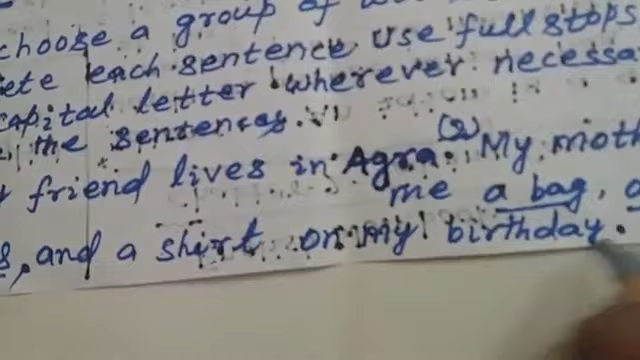 choose a group of
ete each sentence use full stops
capital letter wherever necessa
the sentences.
friend lives in Agra. (2) My moth
me a bag,
and a shirt on my birthday.